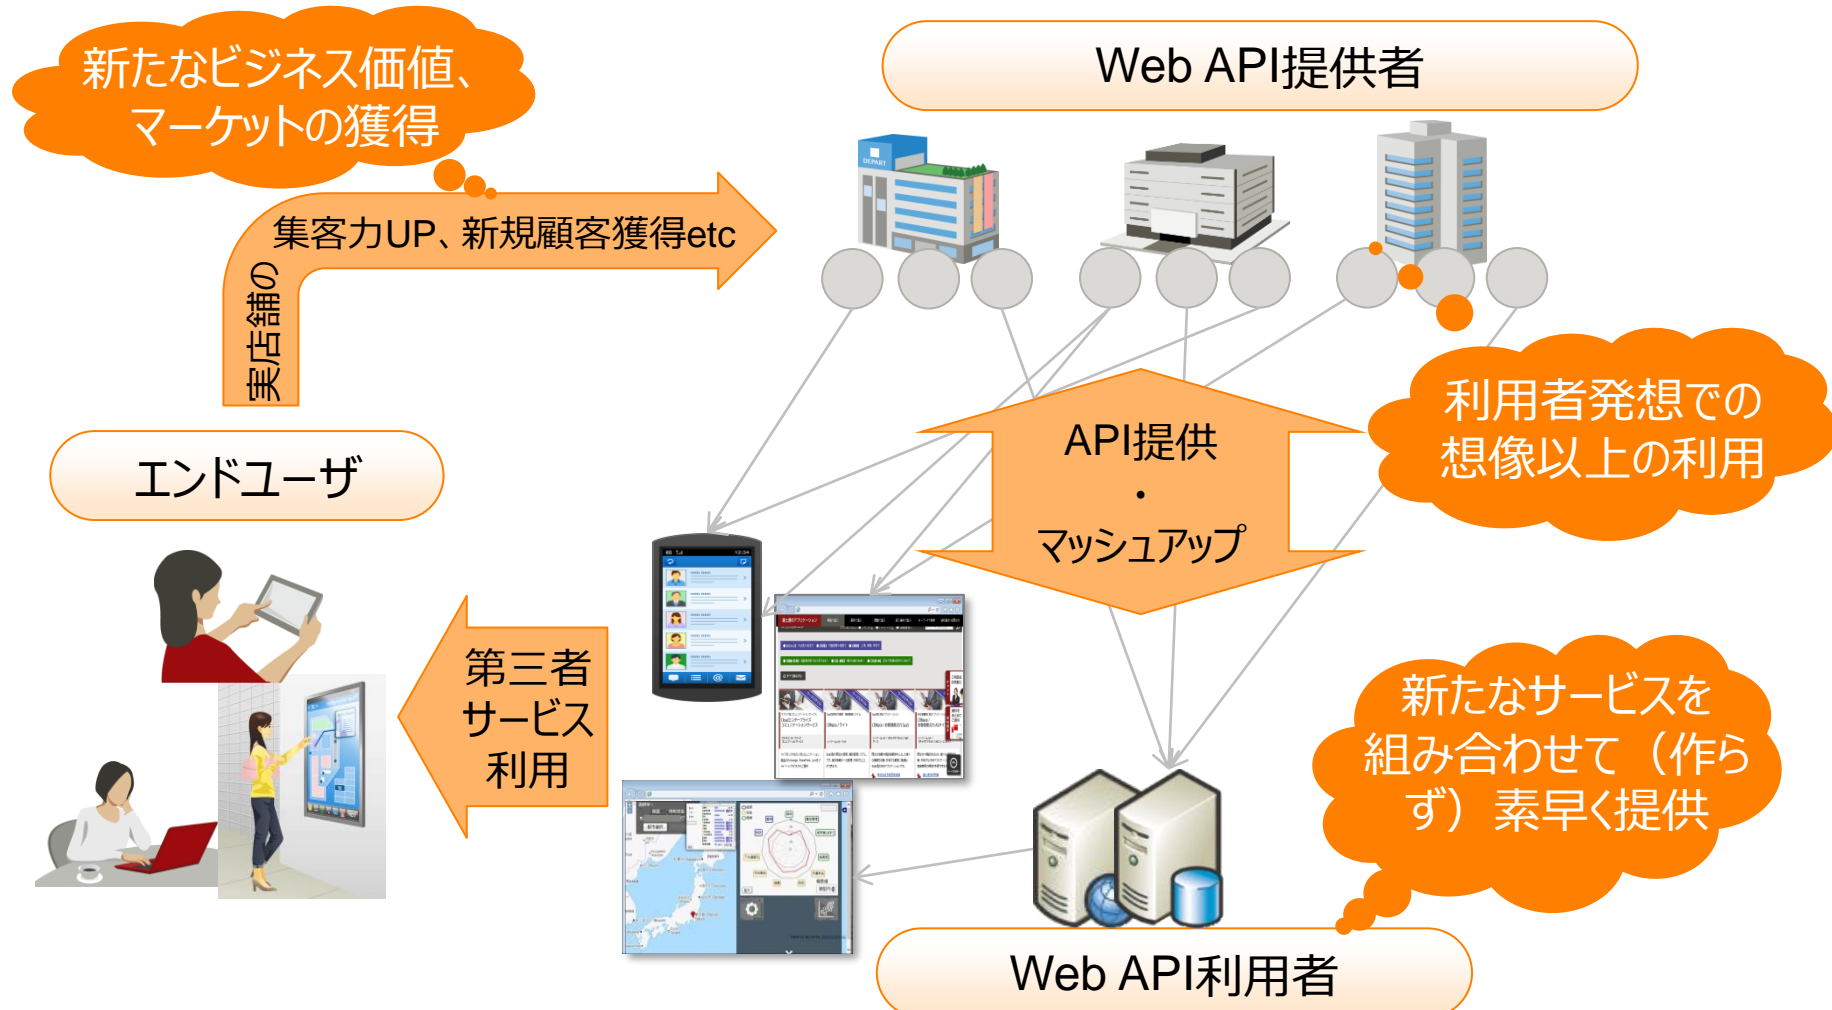 新たなビジネス価値、
マーケットの獲得
Web API提供者
DEPART
集客力UP、新規顧客獲得etc
実店舗の
利用者発想での
想像以上の利用
API提供
・
マッシュアップ
エンドユーザ
12:34
第三者
サービス
利用
新たなサービスを
組み合わせて（作ら
ず）素早く提供
Web API利用者